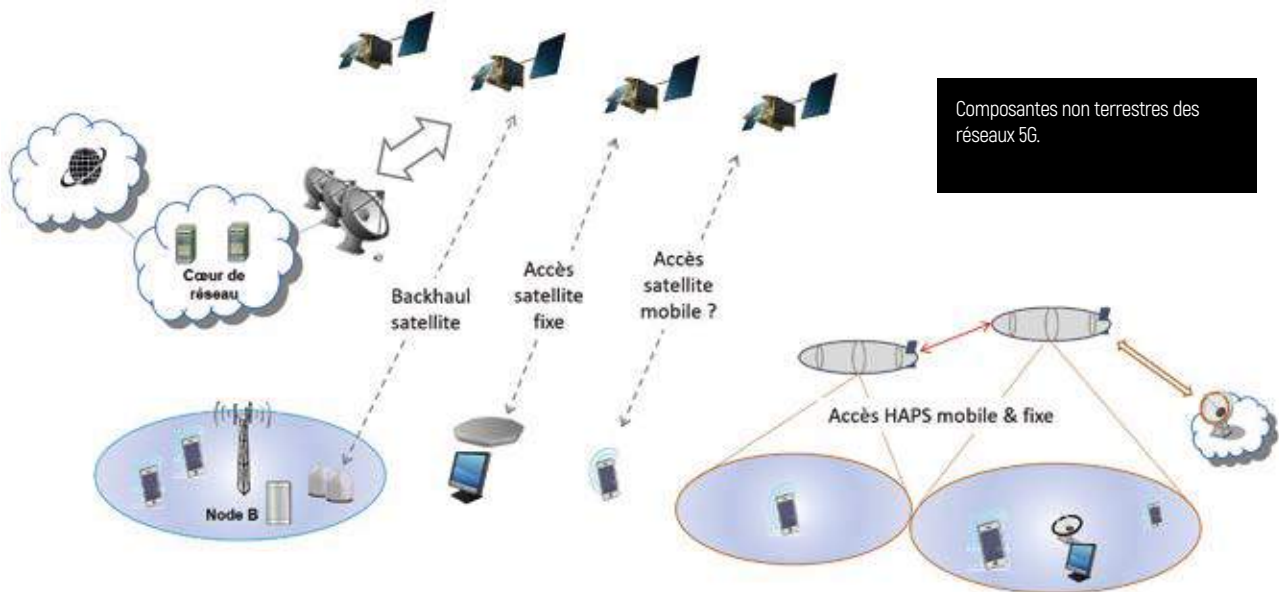 Composantes non terrestres des
réseaux 5G.
Cœur de
réseau
Backhaul
satellite
Accès
satellite
fixe
Accès
satellite
mobile ?
Accès HAPS mobile & fixe
Node B